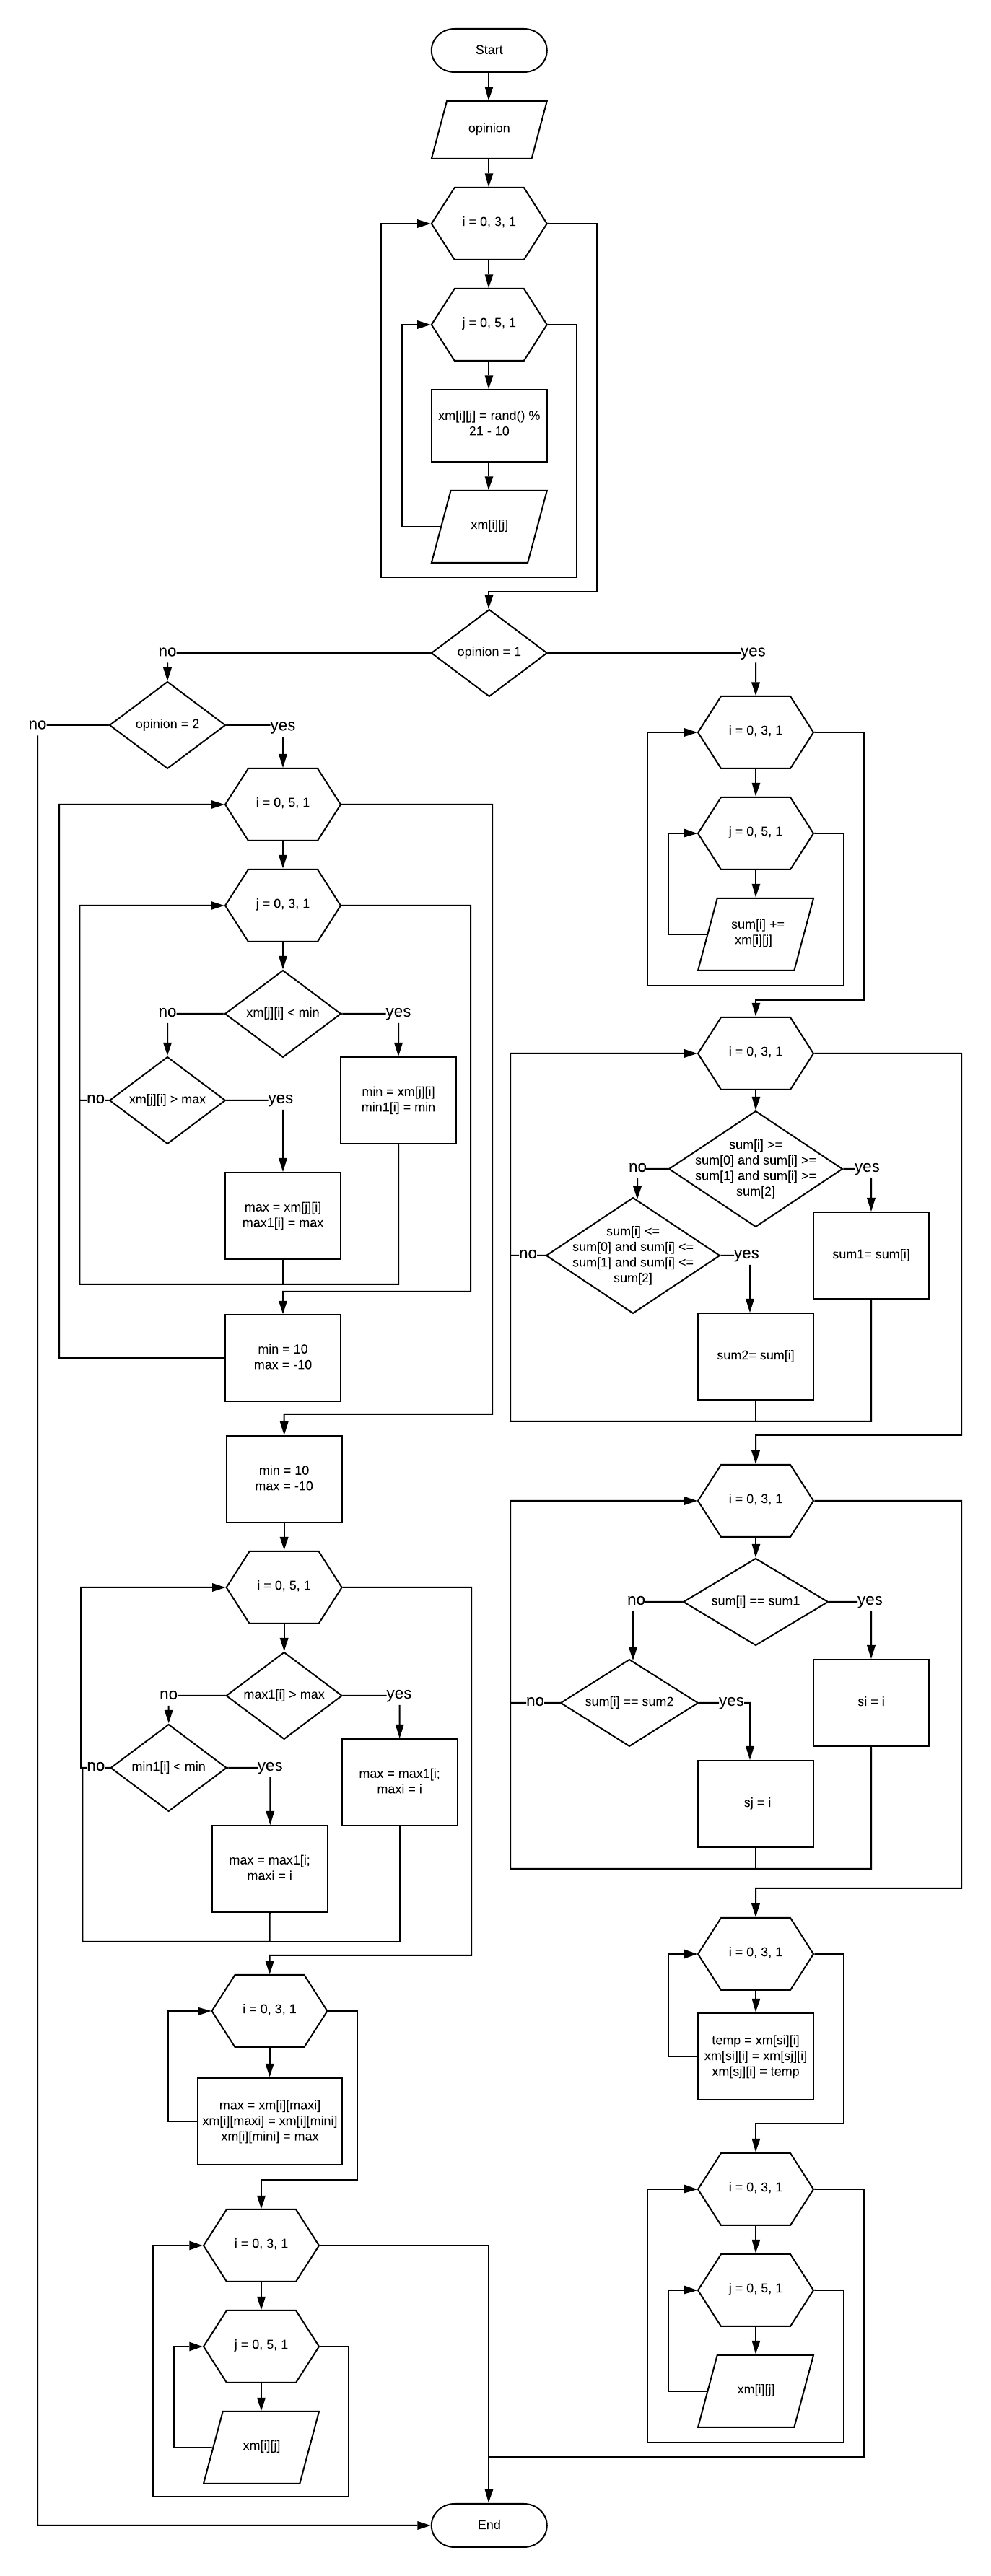 Start
opinion
i = 0, 3, 1
j = 0, 5, 1
xm[i][j] = rand() %
21 - 10
xm[i][j]
opinion = 1
no
yes
opinion = 2
no
yes
i = 0, 5, 1
j = 0, 3, 1
xm[j][i] < min
no
yes
xm[j][i] > max
no
yes
min = xm[j][i]
min1[i] = min
max = xm[j][i]
max1[i] = max
min = 10
max = -10
min = 10
max = -10
i = 0, 5, 1
max1[i] > max
no
yes
min1[i] < min
no
yes
max = max1[i;
maxi = i
max = max1[i;
maxi = i
i = 0, 3, 1
max = xm[i][maxi]
xm[i][maxi] = xm[i][mini]
xm[i][mini] = max
i = 0, 3, 1
j = 0, 5, 1
xm[i][j]
i = 0, 3, 1
j = 0, 5, 1
sum[i] +=
xm[i][j]
i = 0, 3, 1
sum[i] >=
sum[0] and sum[i] >=
sum[1] and sum[i] >=
sum[2]
no
yes
sum[i] <=
sum[0] and sum[i] <=
sum[1] and sum[i] <=
sum[2]
no
yes
sum1= sum[i]
sum2= sum[i]
i = 0, 3, 1
sum[i] == sum1
no
yes
sum[i] == sum2
no
yes
si = i
sj = i
i = 0, 3, 1
temp = xm[si][i]
xm[si][i] = xm[sj][i]
xm[sj][i] = temp
i = 0, 3, 1
j = 0, 5, 1
xm[i][j]
End